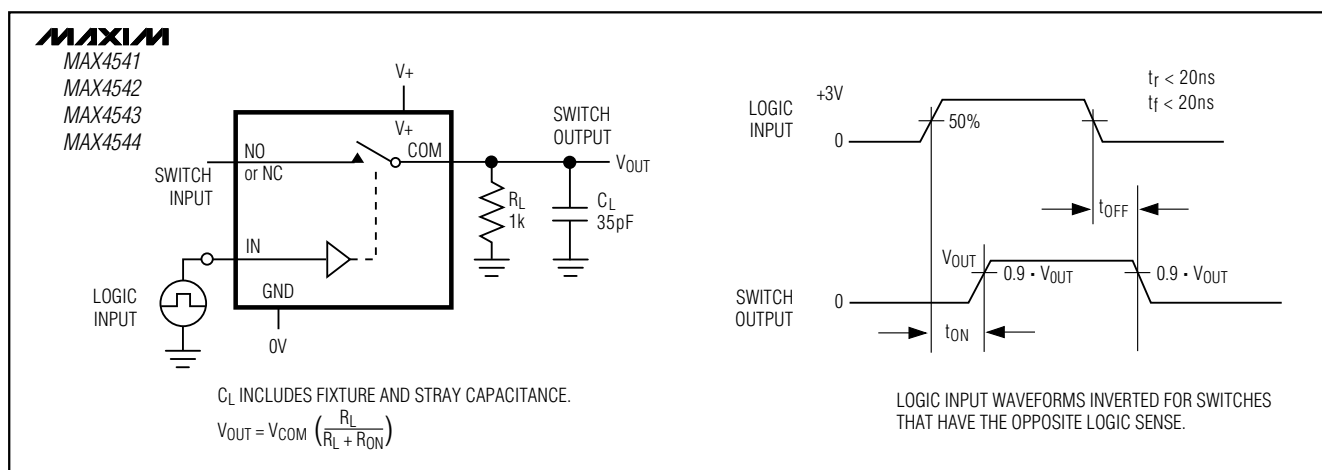 MAXIM
MAX4541
MAX4542
MAX4543
MAX4544
V+
V+
SWITCH
OUTPUT
NO
or NC
COM
VOUT
SWITCH
INPUT
RL
1k
CL
35pF
IN
GND
LOGIC
INPUT
0V
CL INCLUDES FIXTURE AND STRAY CAPACITANCE.
VOUT = VCOM (RL / RL + RON)
tr < 20ns
tf < 20ns
+3V
LOGIC
INPUT
50%
0
tOFF
VOUT
0.9 · VOUT
0.9 · VOUT
SWITCH
OUTPUT
0
tON
LOGIC INPUT WAVEFORMS INVERTED FOR SWITCHES
THAT HAVE THE OPPOSITE LOGIC SENSE.